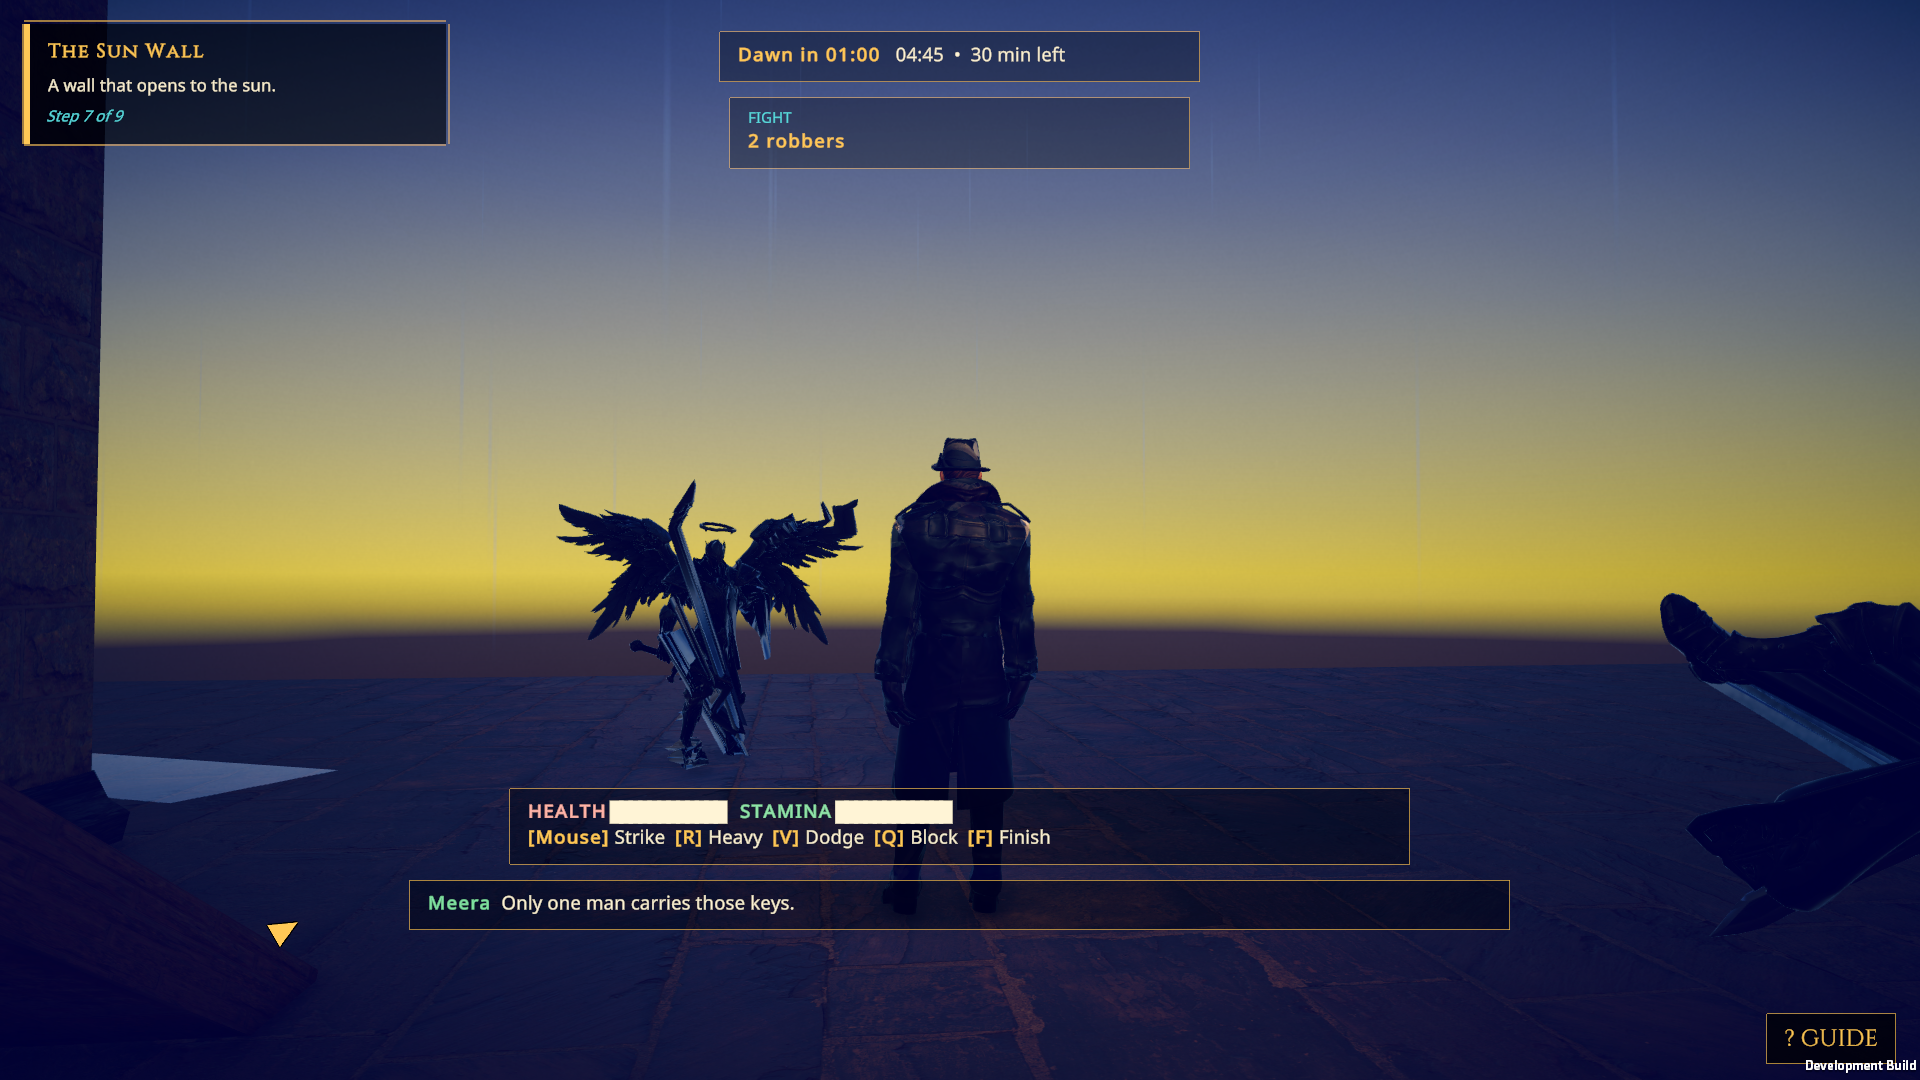 THE SUN WALL
A wall that opens to the sun.
Step 7 of 9
Dawn in 01:00 04:45 • 30 min left
FIGHT
2 robbers
HEALTH STAMINA
[Mouse] Strike [R] Heavy [V] Dodge [Q] Block [F] Finish
Meera Only one man carries those keys.
? GUIDE
Development Build